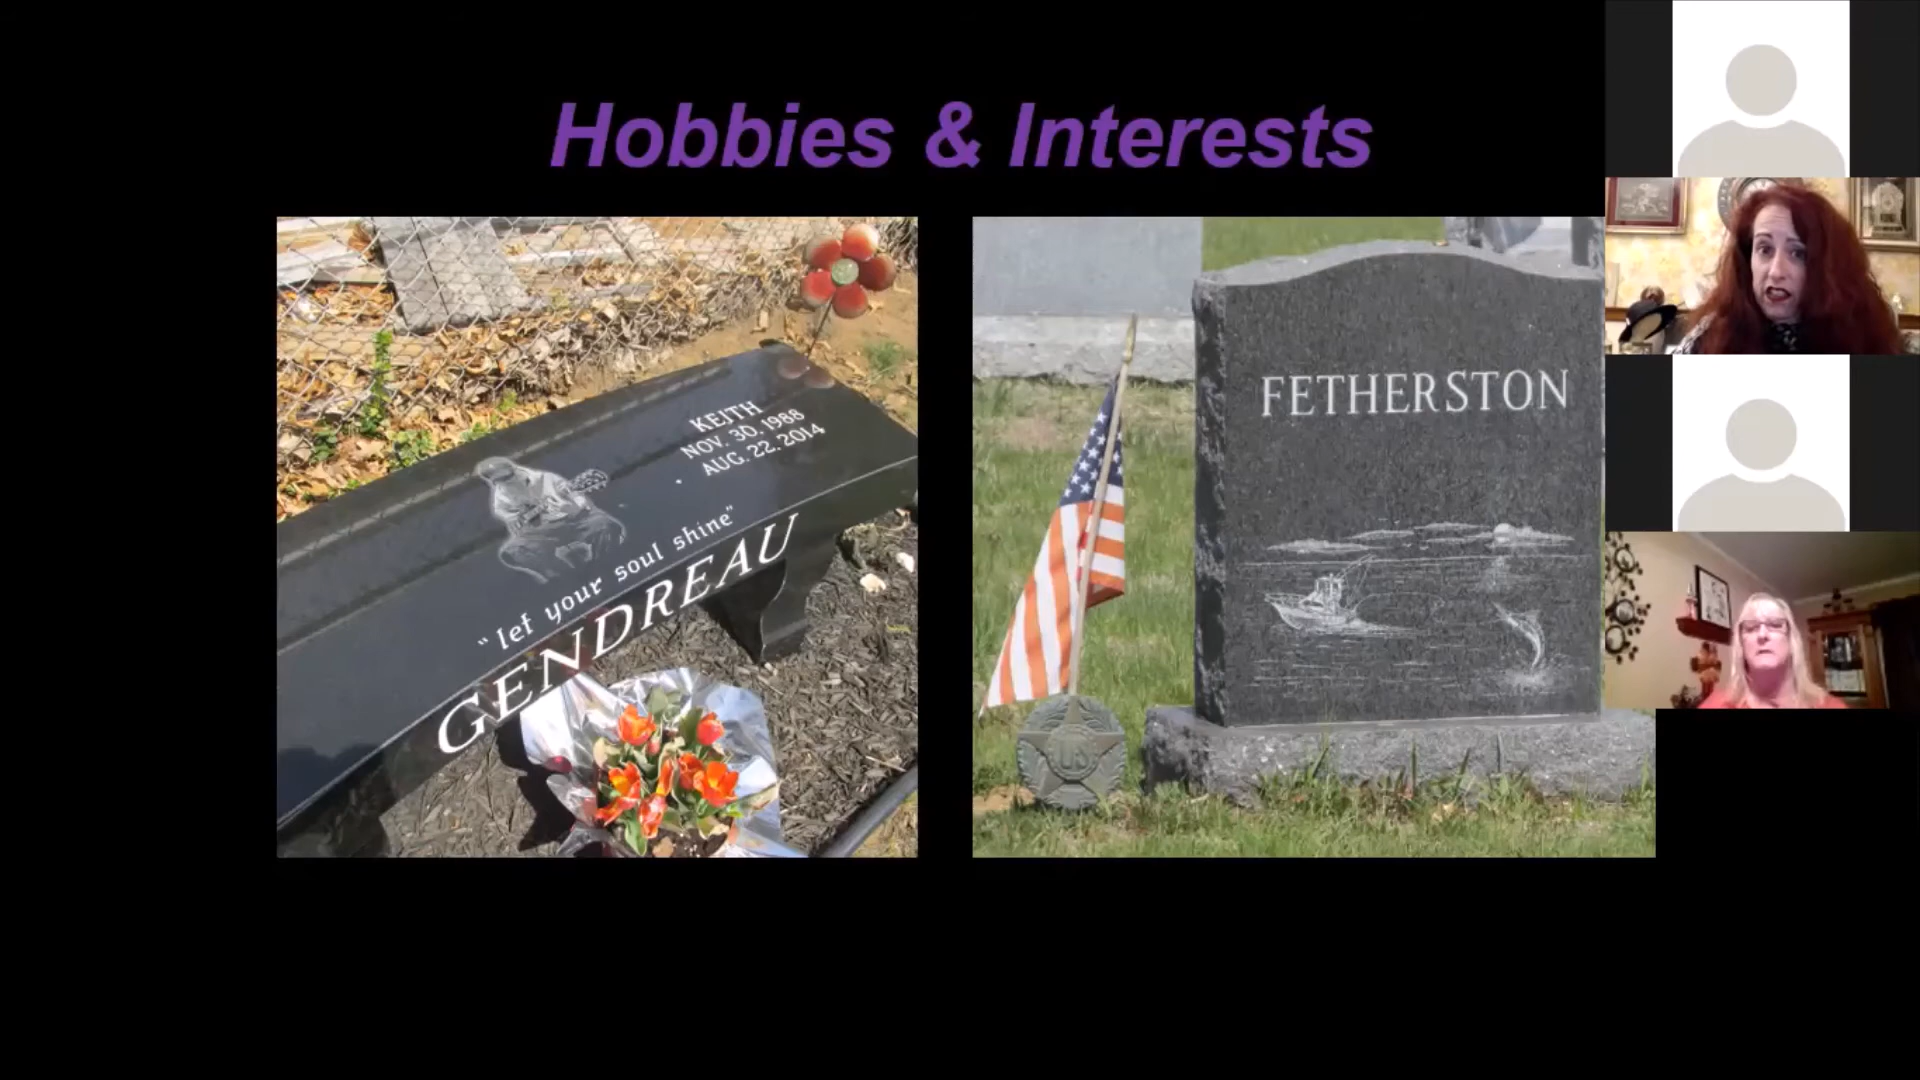 Hobbies & Interests
KEITH
NOV. 30, 1988
AUG. 22, 2014
"let your soul shine"
GENDREAU
FETHERSTON
US